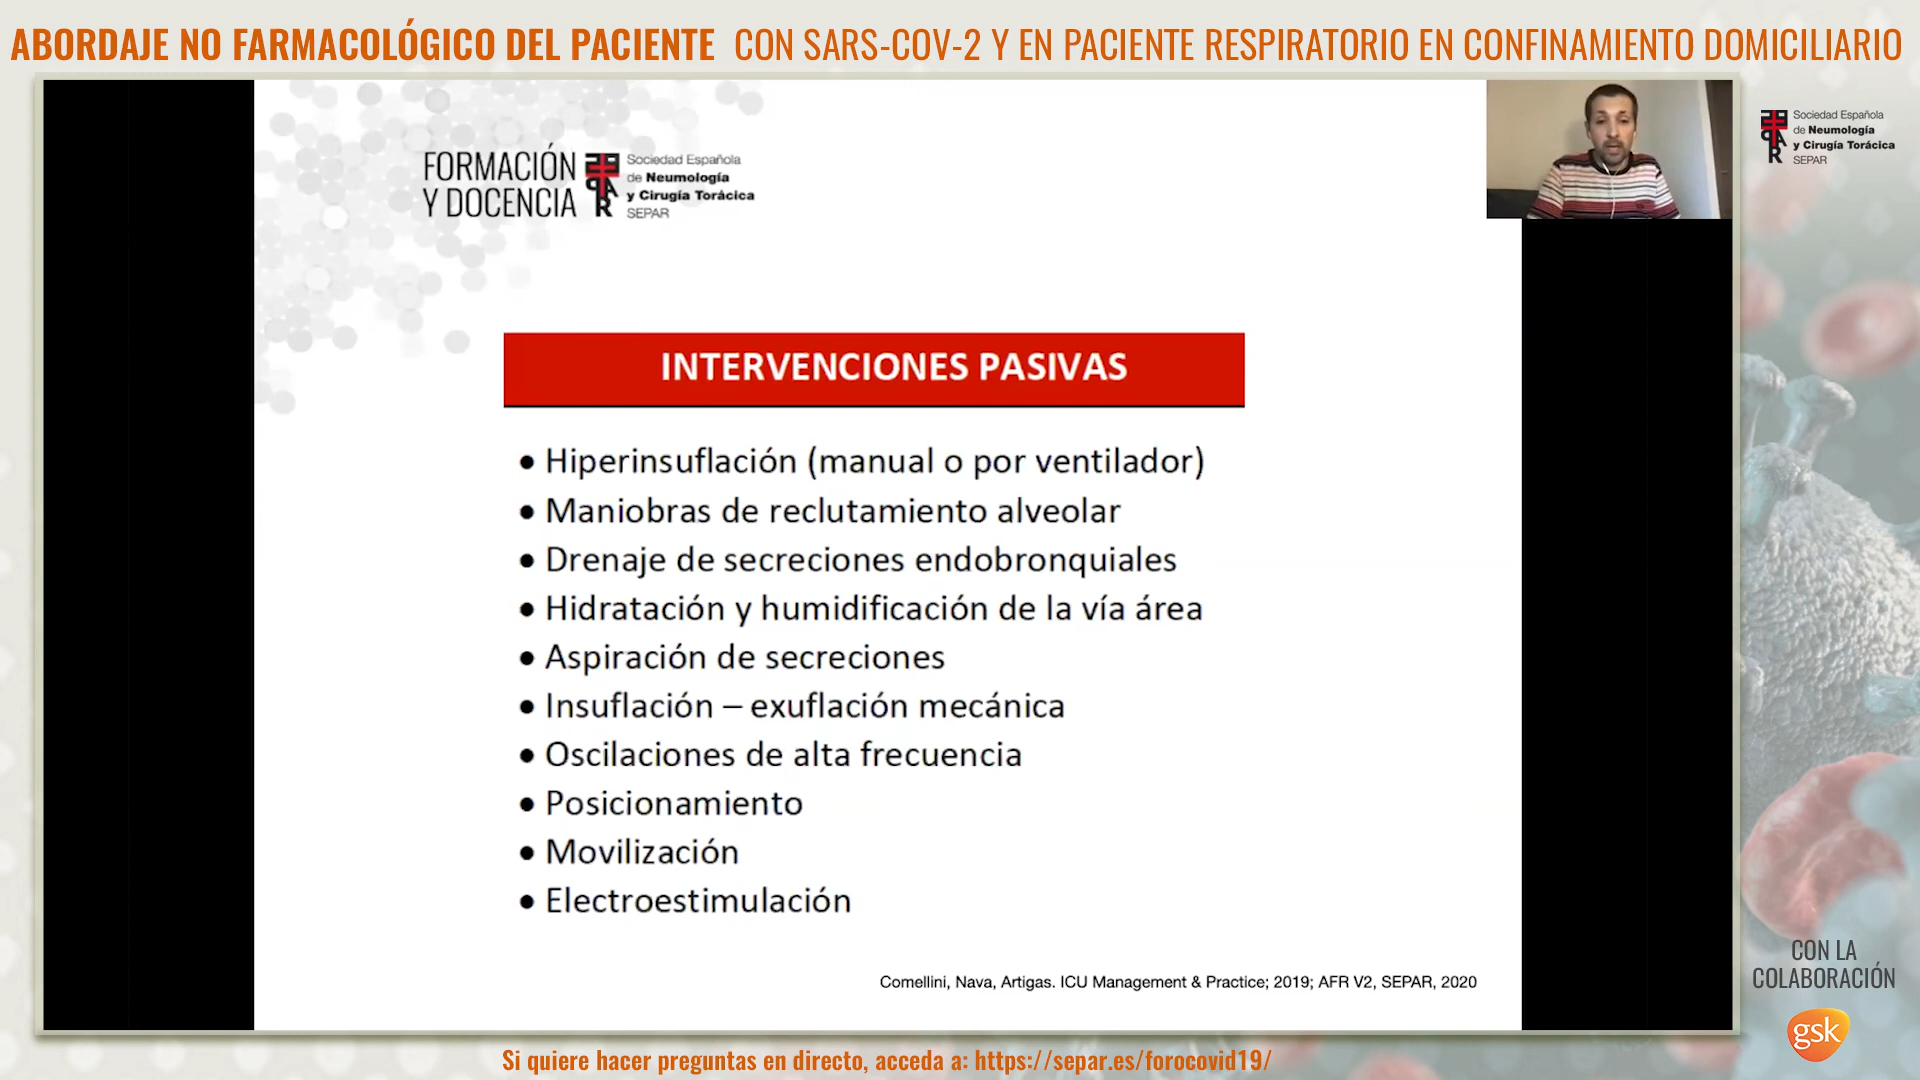 ABORDAJE NO FARMACOLÓGICO DEL PACIENTE CON SARS-COV-2 Y EN PACIENTE RESPIRATORIO EN CONFINAMIENTO DOMICILIARIO
FORMACIÓN
Y DOCENCIA
Sociedad Española
de Neumología
y Cirugía Torácica
SEPAR
Sociedad Española
de Neumología
y Cirugía Torácica
SEPAR
INTERVENCIONES PASIVAS
• Hiperinsuflación (manual o por ventilador)
• Maniobras de reclutamiento alveolar
• Drenaje de secreciones endobronquiales
• Hidratación y humidificación de la vía área
• Aspiración de secreciones
• Insuflación – exuflación mecánica
• Oscilaciones de alta frecuencia
• Posicionamiento
• Movilización
• Electroestimulación
Comellini, Nava, Artigas. ICU Management & Practice; 2019; AFR V2, SEPAR, 2020
CON LA
COLABORACIÓN
gsk
Si quiere hacer preguntas en directo, acceda a: https://separ.es/forocovid19/